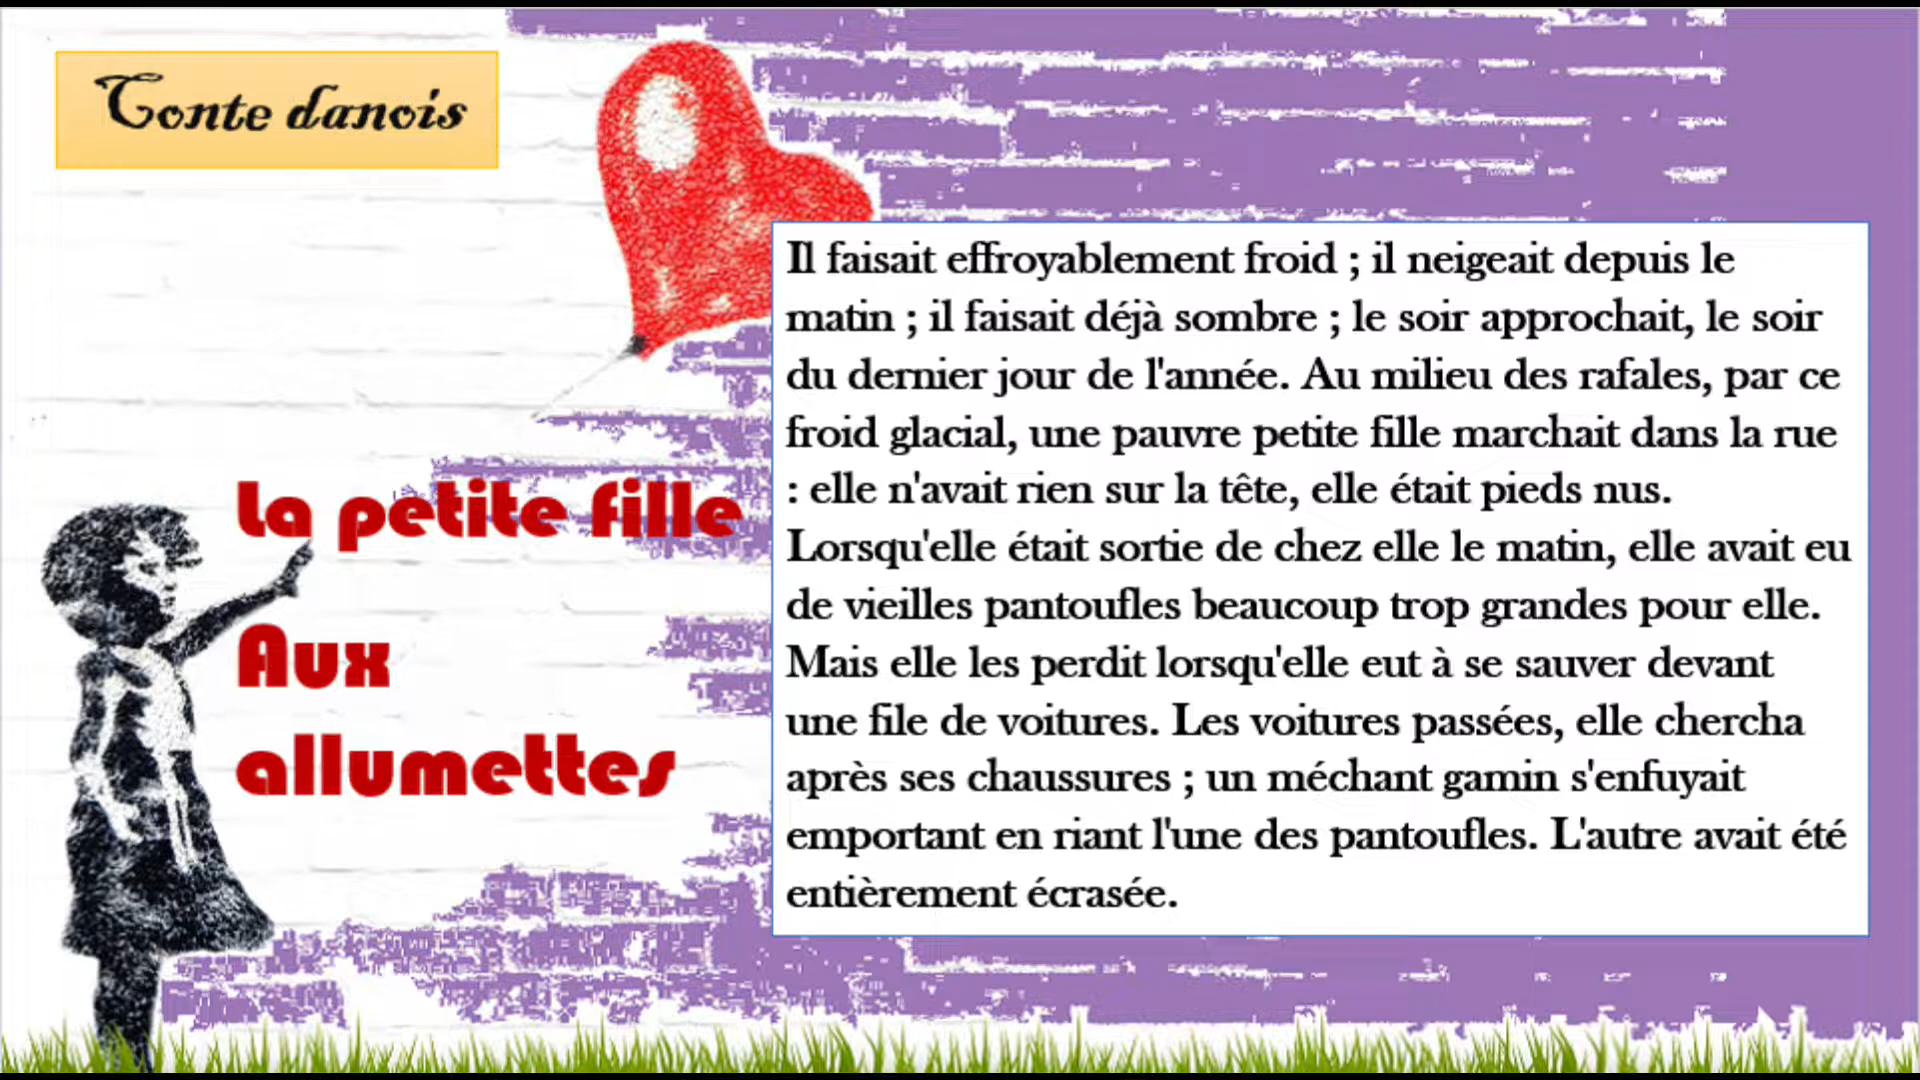 Conte danois
La petite fille
Aux
allumettes
Il faisait effroyablement froid ; il neigeait depuis le
matin ; il faisait déjà sombre ; le soir approchait, le soir
du dernier jour de l'année. Au milieu des rafales, par ce
froid glacial, une pauvre petite fille marchait dans la rue
: elle n'avait rien sur la tête, elle était pieds nus.
Lorsqu'elle était sortie de chez elle le matin, elle avait eu
de vieilles pantoufles beaucoup trop grandes pour elle.
Mais elle les perdit lorsqu'elle eut à se sauver devant
une file de voitures. Les voitures passées, elle chercha
après ses chaussures ; un méchant gamin s'enfuyait
emportant en riant l'une des pantoufles. L'autre avait été
entièrement écrasée.